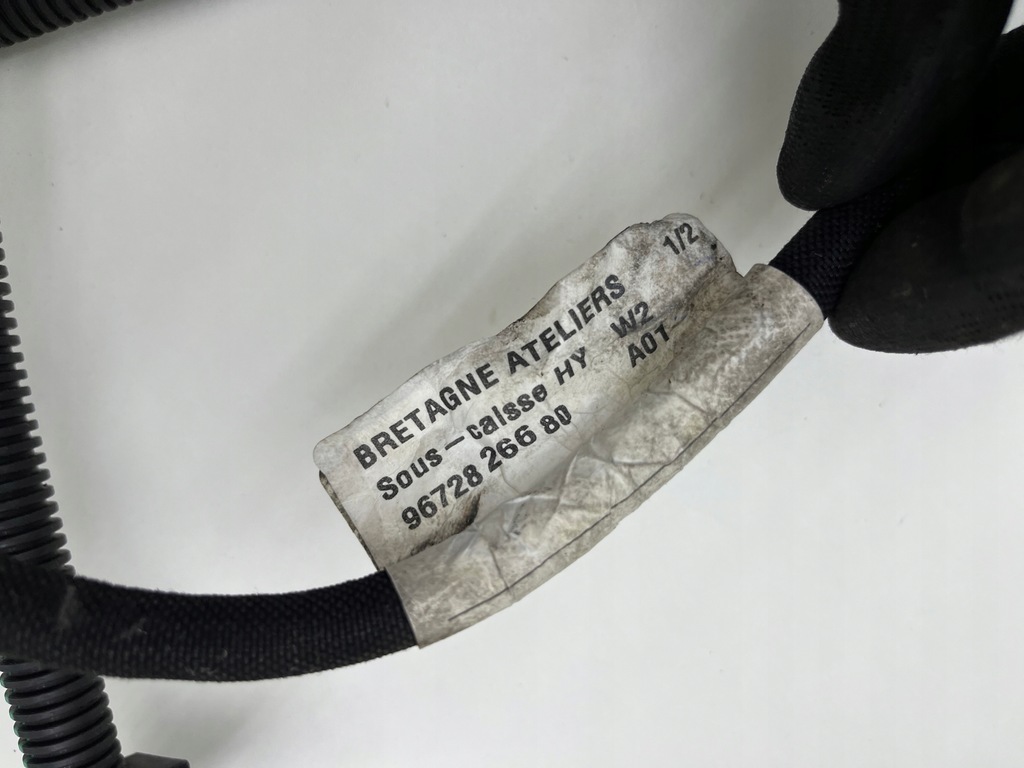 BRETAGNE ATELIERS 1/2
Sous-caisse HY W2
96728 266 80 A01